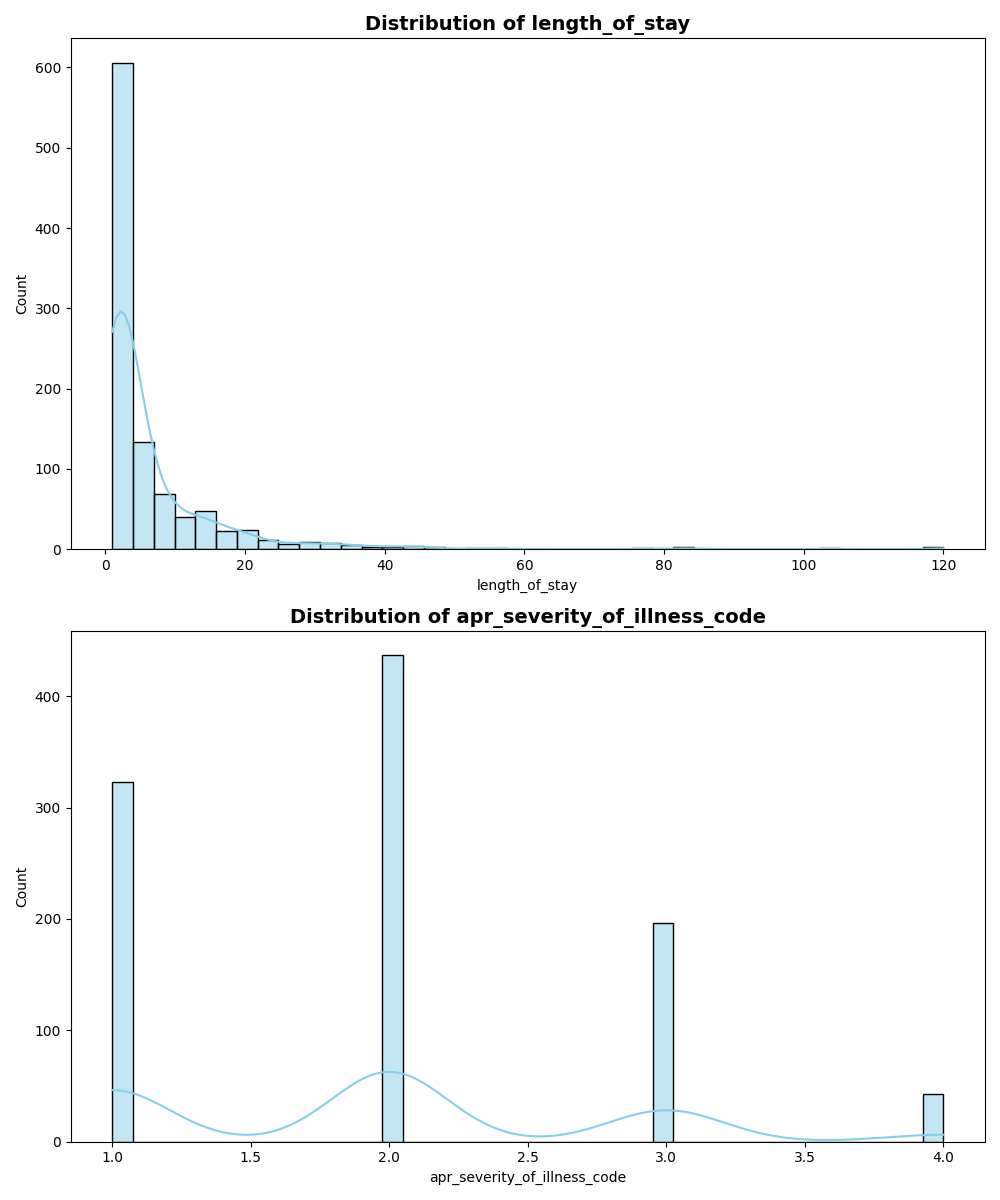 Distribution of length_of_stay
600
500
400
300
200
100
0
Count
0 20 40 60 80 100 120
length_of_stay
Distribution of apr_severity_of_illness_code
400
300
200
100
0
Count
1.0 1.5 2.0 2.5 3.0 3.5 4.0
apr_severity_of_illness_code